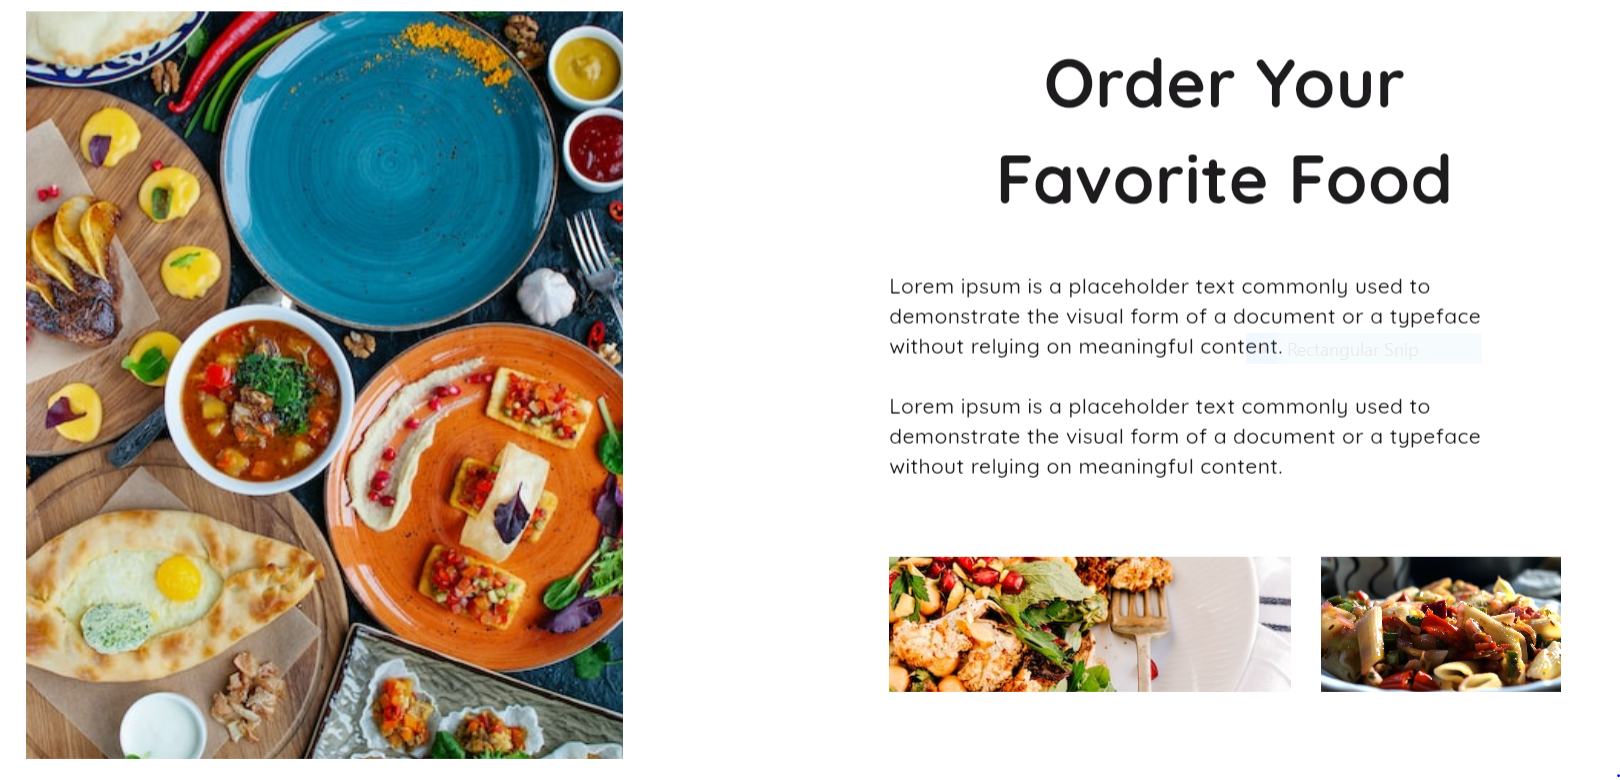 Order Your
Favorite Food
Lorem ipsum is a placeholder text commonly used to
demonstrate the visual form of a document or a typeface
without relying on meaningful content.
Rectangular Snip
Lorem ipsum is a placeholder text commonly used to
demonstrate the visual form of a document or a typeface
without relying on meaningful content.